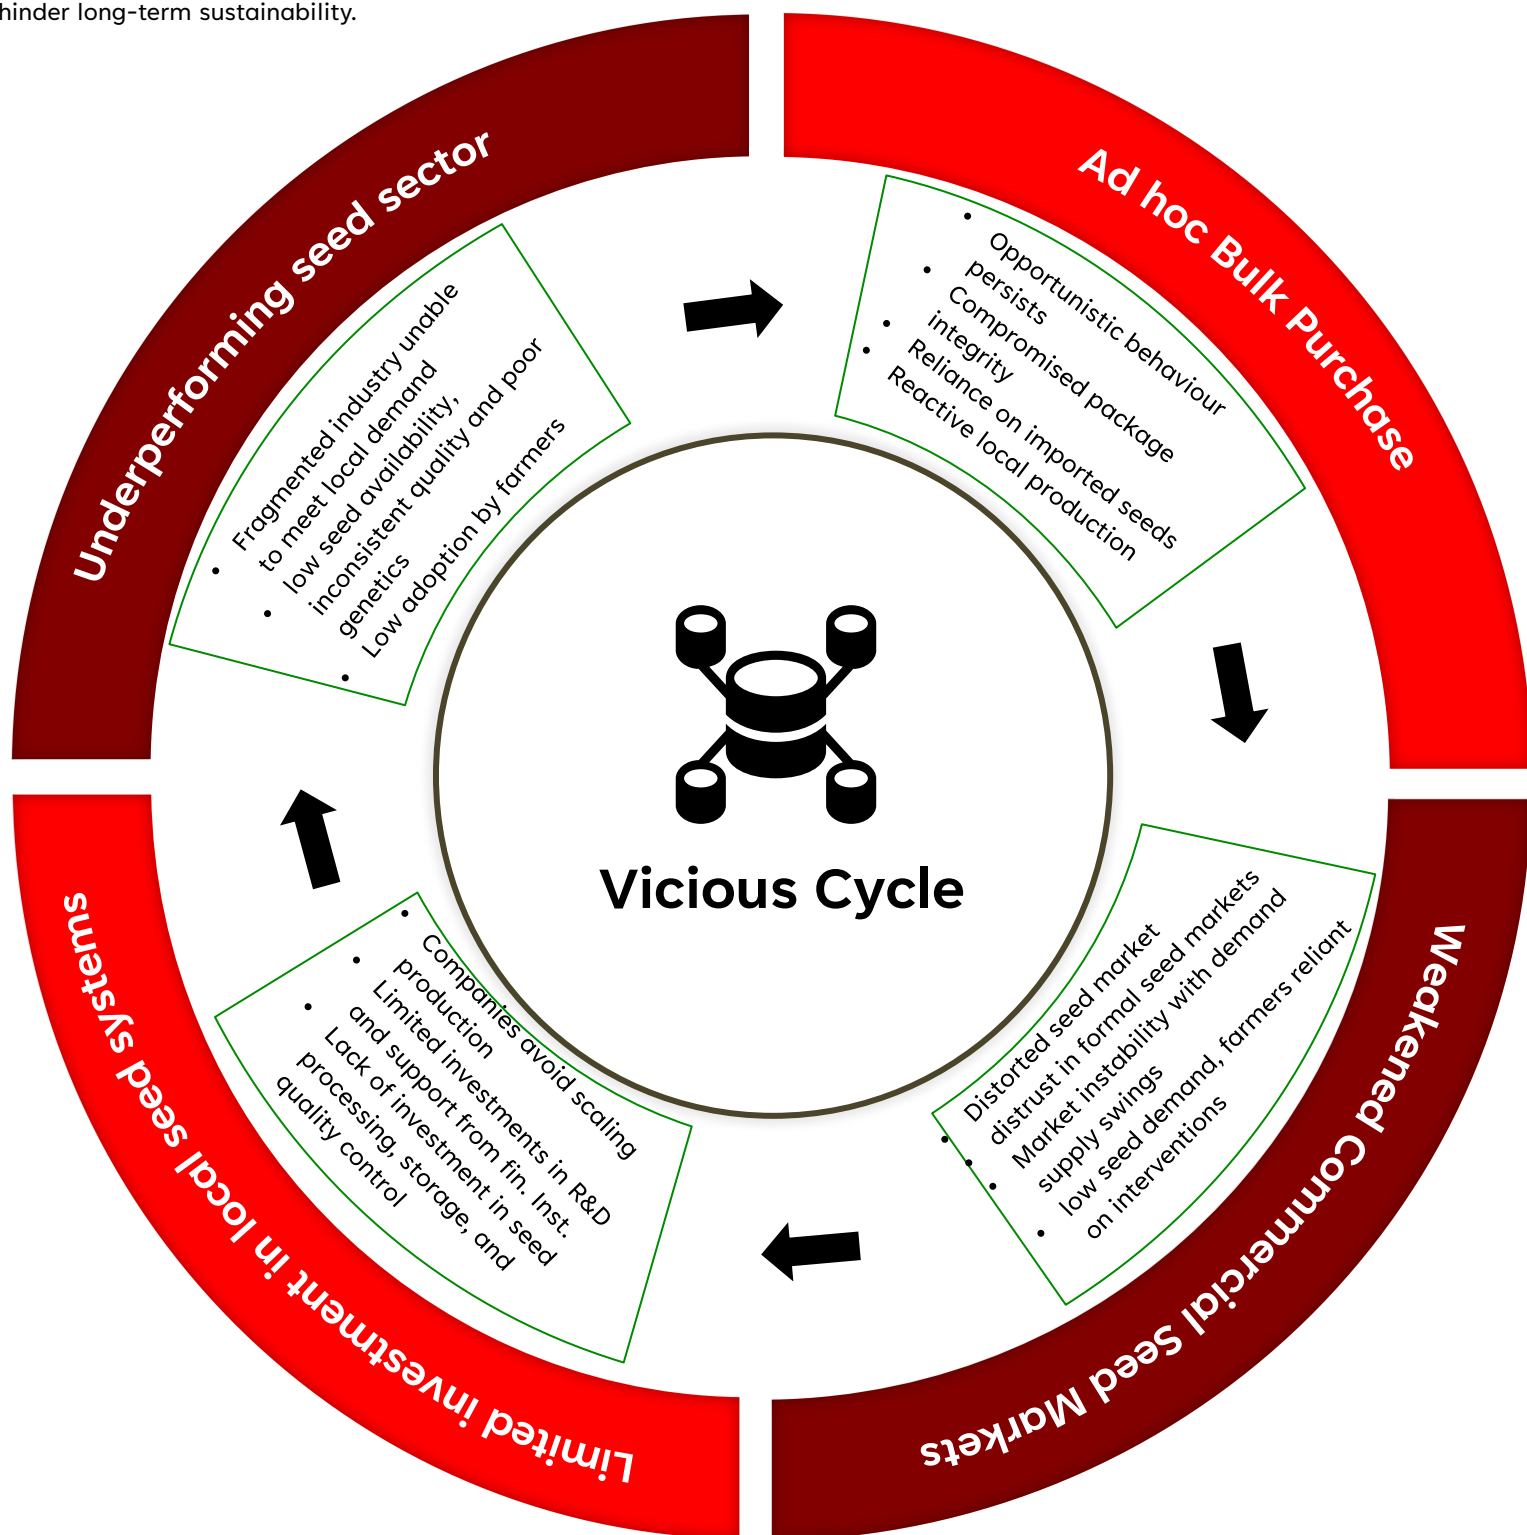 hinder long-term sustainability.
Underperforming seed sector
• Fragmented industry unable
to meet local demand
• low seed availability,
inconsistent quality and poor
genetics
• Low adoption by farmers
Ad hoc Bulk Purchase
• Opportunistic behaviour
persists
• Compromised package
integrity
• Reliance on imported seeds
• Reactive local production
Weakened Commercial Seed Markets
• Distorted seed market
• distrust in formal seed markets
• Market instability with demand
supply swings
• low seed demand, farmers reliant
on interventions
Limited investment in local seed systems
• Companies avoid scaling
production
• Limited investments in R&D
and support from fin. Inst.
• Lack of investment in seed
processing, storage, and
quality control
Vicious Cycle